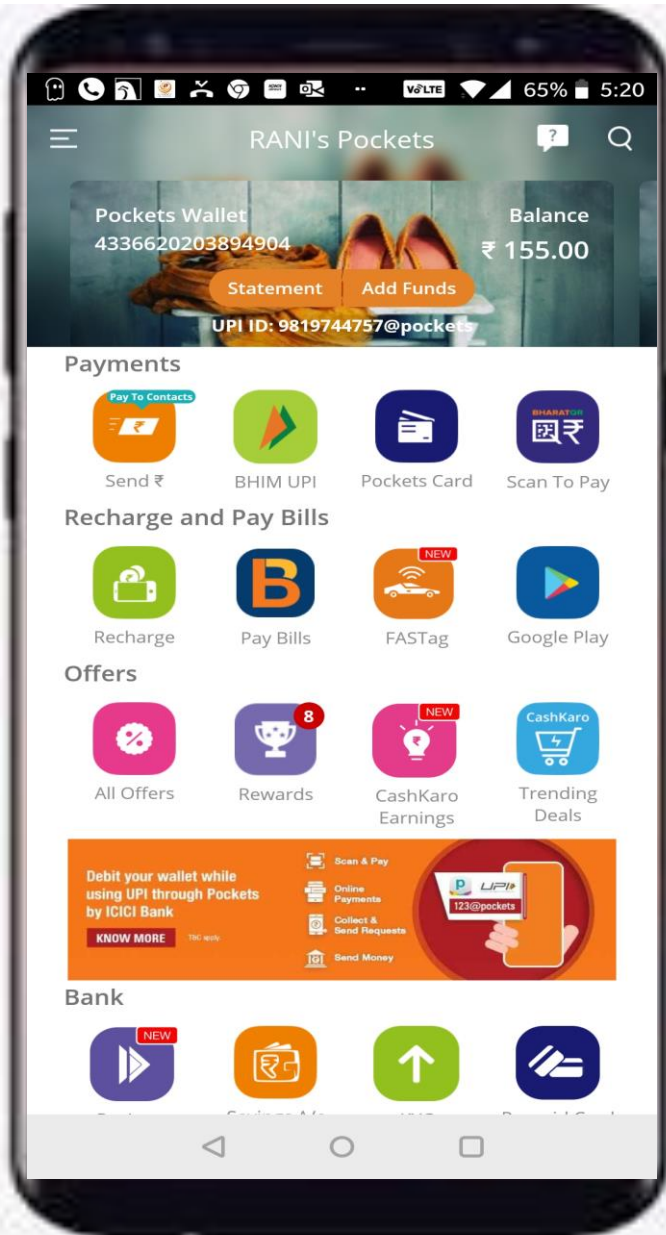 VoLTE 65% 5:20
RANI's Pockets ?
Pockets Wallet Balance
4336620203894904 ₹ 155.00
Statement Add Funds
UPI ID: 9819744757@pockets
Payments
Pay To Contacts BHARATQR
Send ₹ BHIM UPI Pockets Card Scan To Pay
Recharge and Pay Bills
NEW
Recharge Pay Bills FASTag Google Play
Offers
8 NEW CashKaro
All Offers Rewards CashKaro Trending
Earnings Deals
Debit your wallet while
using UPI through Pockets
by ICICI Bank
KNOW MORE T&C apply.
Scan & Pay
Online
Payments
Collect &
Send Requests
Send Money
UPI
123@pockets
Bank
NEW